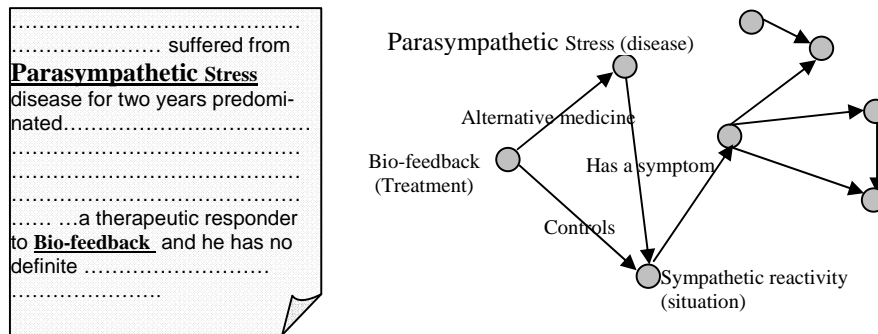 ……………………………………
…………..……… suffered from
Parasympathetic Stress
disease for two years predomi-
nated…………………………………
……………………………………
……………………………………
……………………………………
…… …a therapeutic responder
to Bio-feedback and he has no
definite ………………………
…………………
Parasympathetic Stress (disease)
Alternative medicine
Bio-feedback
(Treatment)
Has a symptom
Controls
Sympathetic reactivity
(situation)